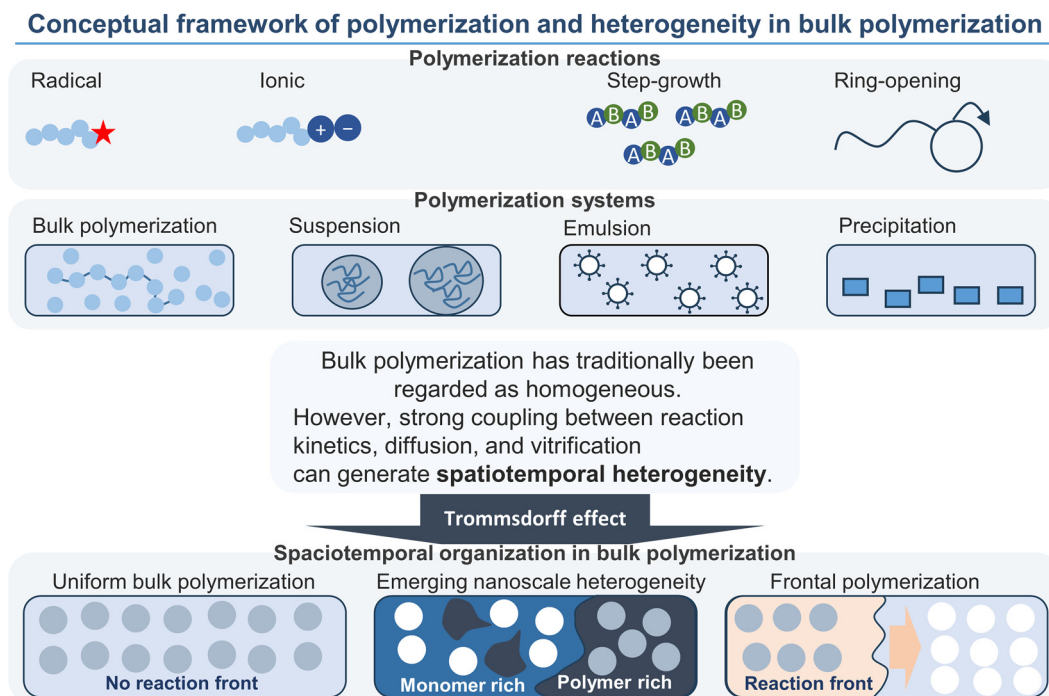 Conceptual framework of polymerization and heterogeneity in bulk polymerization
Polymerization reactions
Radical
Ionic
Step-growth
Ring-opening
+ −
A B A B
A B A B
A B A B
Polymerization systems
Bulk polymerization
Suspension
Emulsion
Precipitation
Bulk polymerization has traditionally been
regarded as homogeneous.
However, strong coupling between reaction
kinetics, diffusion, and vitrification
can generate spatiotemporal heterogeneity.
Trommsdorff effect
Spaciotemporal organization in bulk polymerization
Uniform bulk polymerization
Emerging nanoscale heterogeneity
Frontal polymerization
No reaction front
Monomer rich
Polymer rich
Reaction front